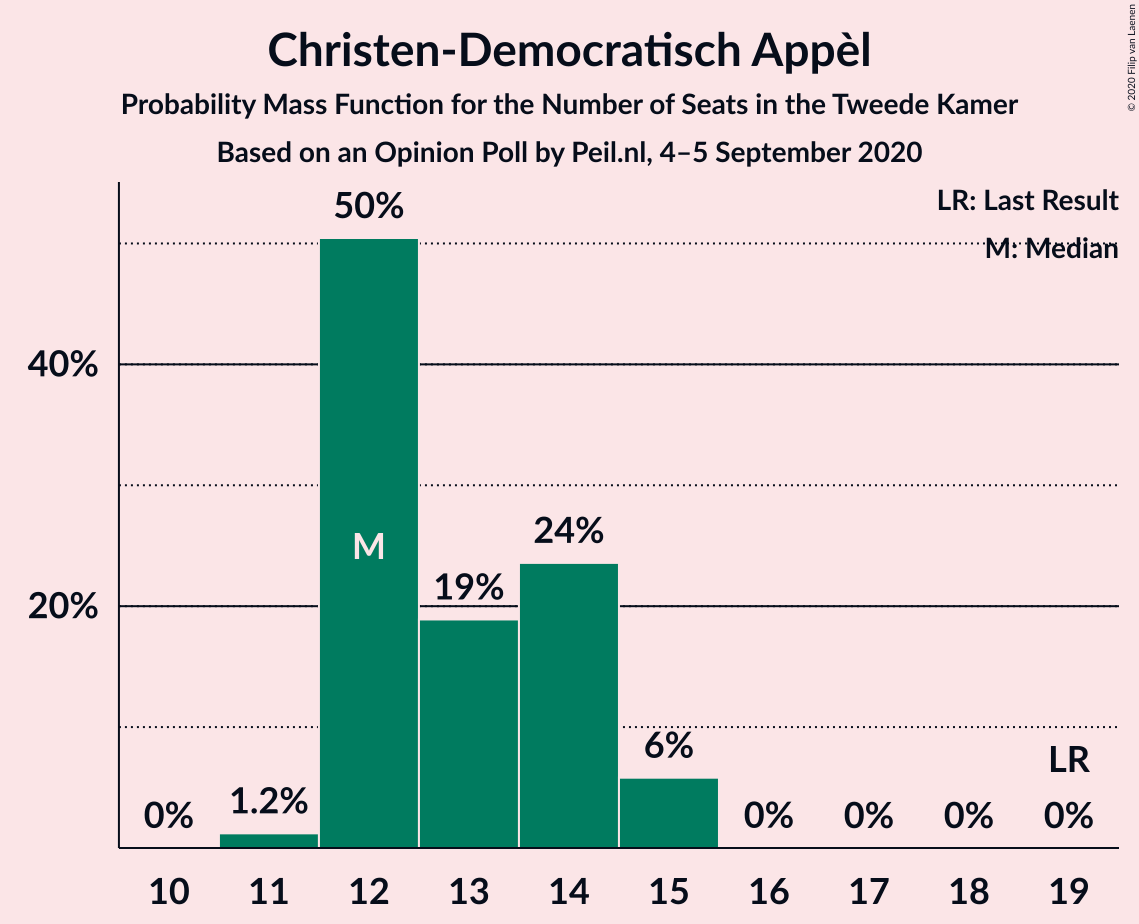 Christen-Democratisch Appèl
Probability Mass Function for the Number of Seats in the Tweede Kamer
Based on an Opinion Poll by Peil.nl, 4–5 September 2020
© 2020 Filip van Laenen
LR: Last Result
M: Median
50%
40%
M
24%
19%
20%
6%
LR
0% 1.2% 0% 0% 0% 0%
10 11 12 13 14 15 16 17 18 19